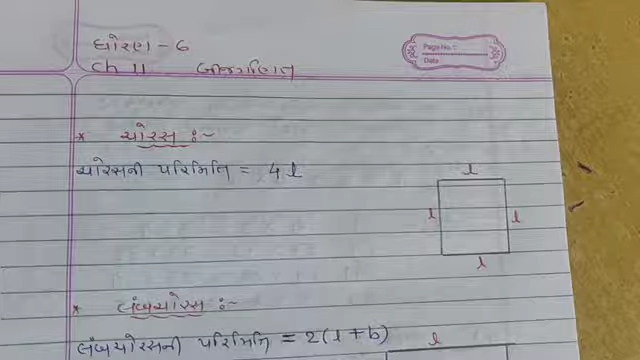 ધોરણ - 6
Page No. :
Date
Ch 11 બીજગણિત
* ચોરસ :-
ચોરસની પરિમિતિ = 4l
l
l
l
l
* લંબચોરસ :-
લંબચોરસની પરિમિતિ = 2(l+b)
l